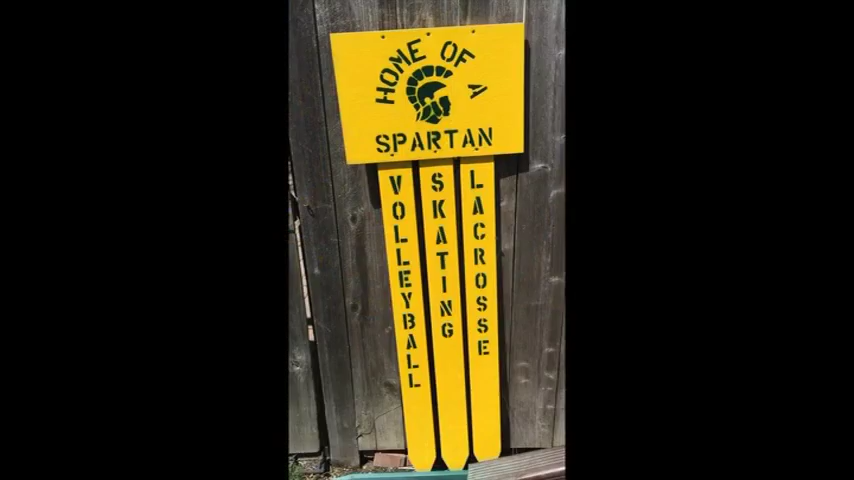 HOME OF A
SPARTAN
VOLLEYBALL
SKATING
LACROSSE